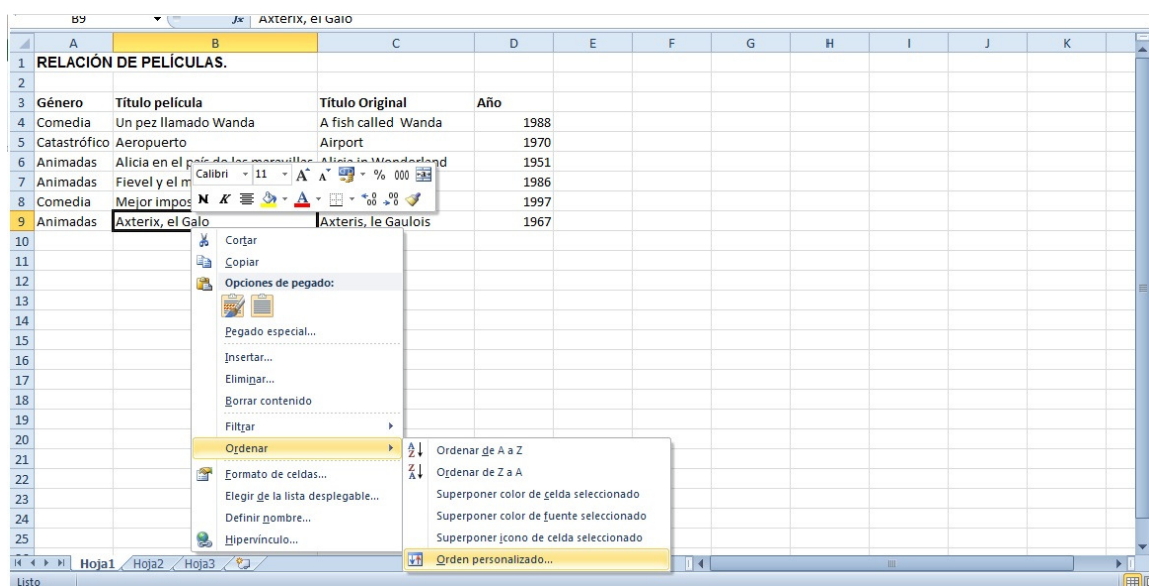 B9 fx Axterix, el Galo
A B C D E F G H I J K
1 RELACIÓN DE PELÍCULAS.
2
3 Género Título película Título Original Año
4 Comedia Un pez llamado Wanda A fish called Wanda 1988
5 Catastrófico Aeropuerto Airport 1970
6 Animadas Alicia en el país de las maravillas Alicia in Wonderland 1951
7 Animadas Fievel y el m 1986
Calibri 11 A A % 000
8 Comedia Mejor impos 1997
N K A
9 Animadas Axterix, el Galo Axteris, le Gaulois 1967
10 Cortar
11 Copiar
12 Opciones de pegado:
13
14
Pegado especial...
15
16 Insertar...
17 Eliminar...
18 Borrar contenido
19 Filtrar
20 Ordenar
Ordenar de A a Z
21
Formato de celdas...
Ordenar de Z a A
22
23 Elegir de la lista desplegable...
Superponer color de celda seleccionado
24 Definir nombre...
Superponer color de fuente seleccionado
25 Hipervínculo...
Superponer icono de celda seleccionado
Orden personalizado...
Hoja1 Hoja2 Hoja3
Listo